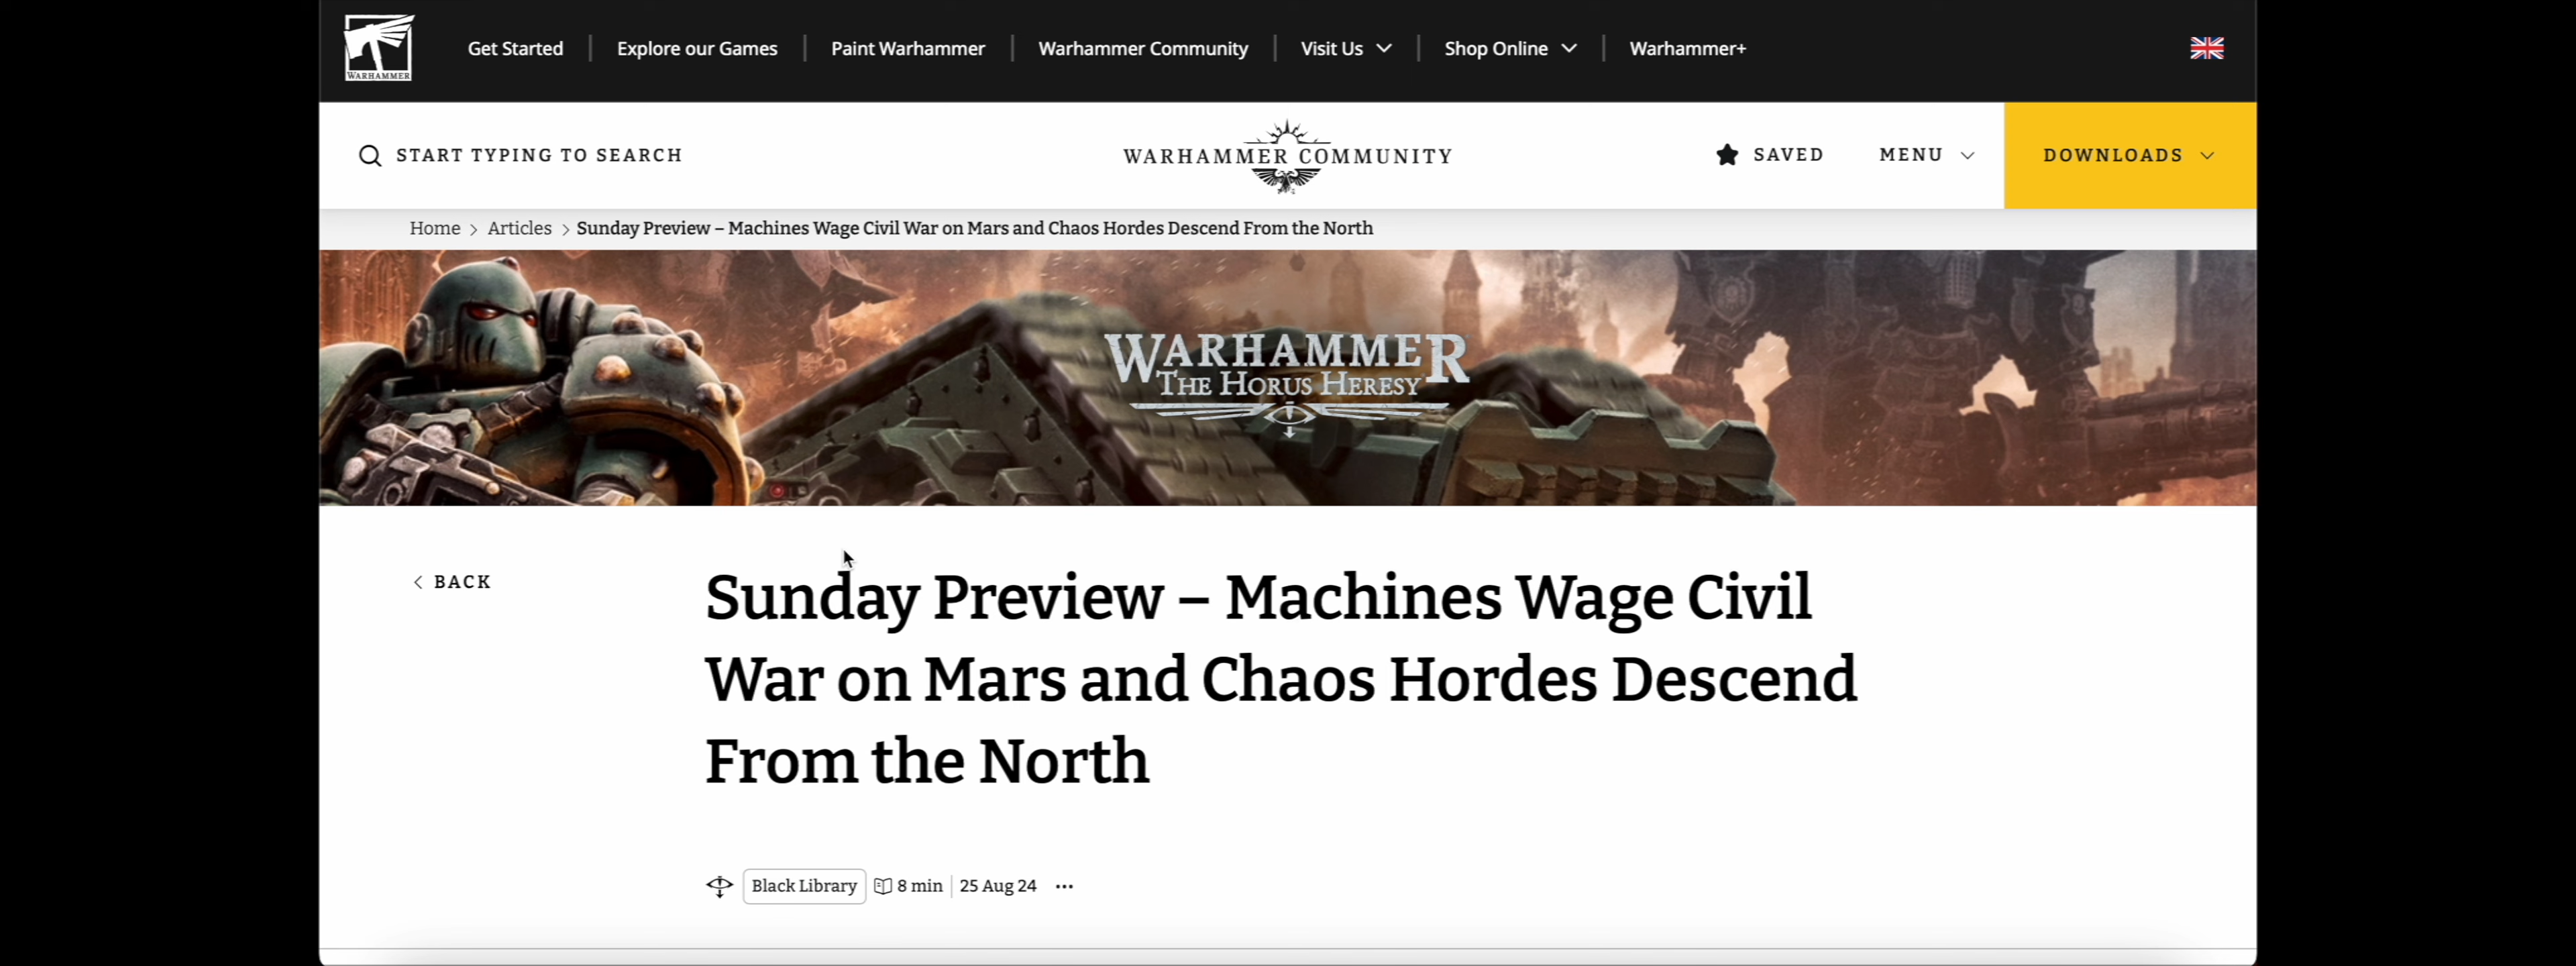 WARHAMMER
Get Started
Explore our Games
Paint Warhammer
Warhammer Community
Visit Us
Shop Online
Warhammer+
START TYPING TO SEARCH
WARHAMMER COMMUNITY
SAVED
MENU
DOWNLOADS
Home > Articles > Sunday Preview – Machines Wage Civil War on Mars and Chaos Hordes Descend From the North
WARHAMMER
THE HORUS HERESY
BACK
Sunday Preview – Machines Wage Civil
War on Mars and Chaos Hordes Descend
From the North
Black Library 8 min 25 Aug 24 ...